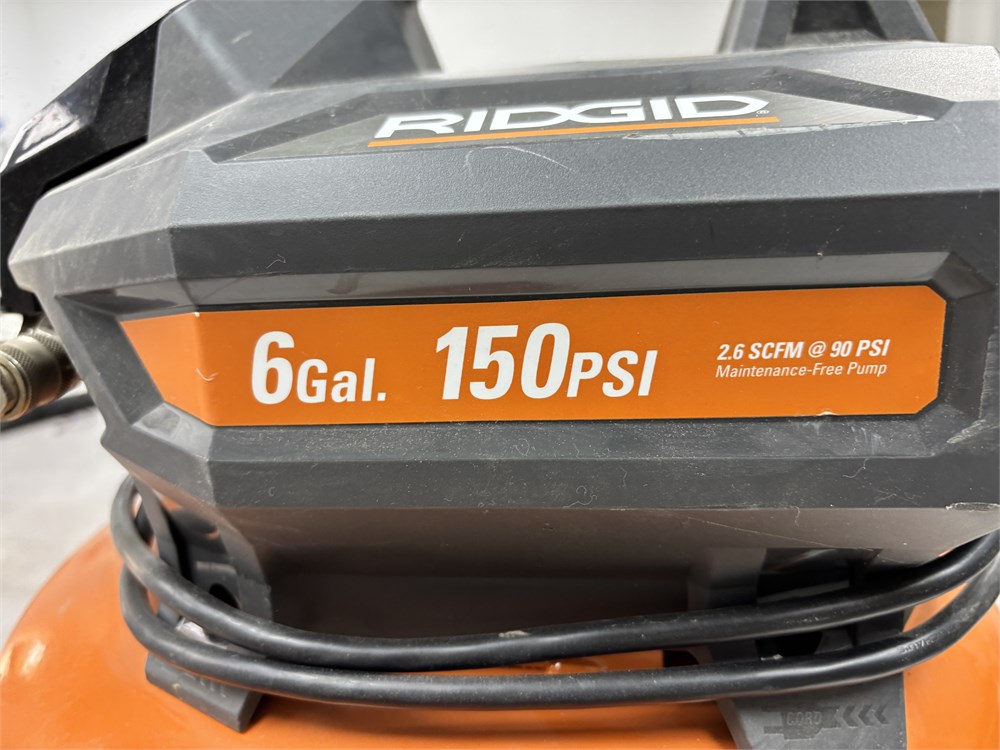 RIDGID
6Gal. 150PSI
2.6 SCFM @ 90 PSI
Maintenance-Free Pump
CORD